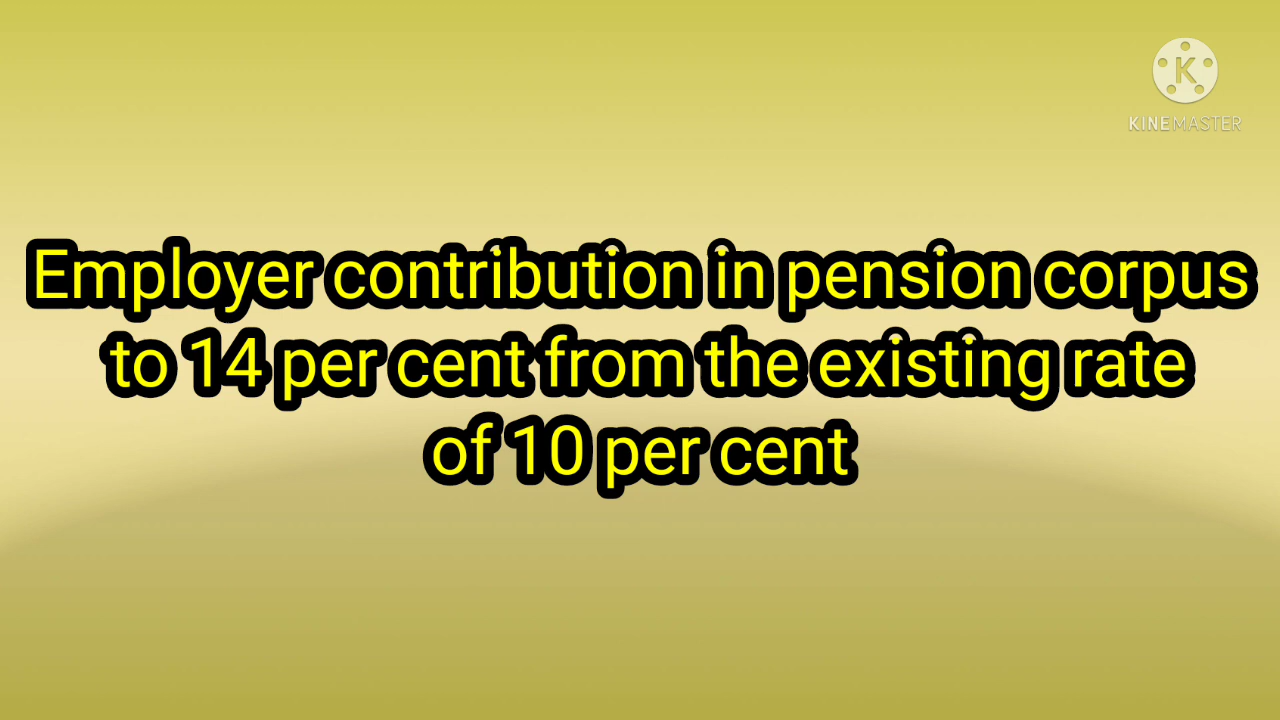 K
KINEMASTER
Employer contribution in pension corpus
to 14 per cent from the existing rate
of 10 per cent